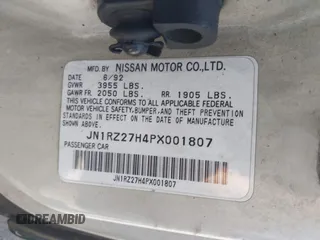 MFD. BY NISSAN MOTOR CO.,LTD.
DATE 8/92
GVWR 3955 LBS.
GAWR FR. 2050 LBS. RR. 1905 LBS.
THIS VEHICLE CONFORMS TO ALL APPLICABLE FEDERAL
MOTOR VEHICLE SAFETY,BUMPER, AND THEFT PREVENTION
STANDARDS IN EFFECT ON THE DATE OF MANUFACTURE
SHOWN ABOVE.
JN1RZ27H4PX001807
PASSENGER CAR
JN1RZ27H4PX001807
CLEARBID